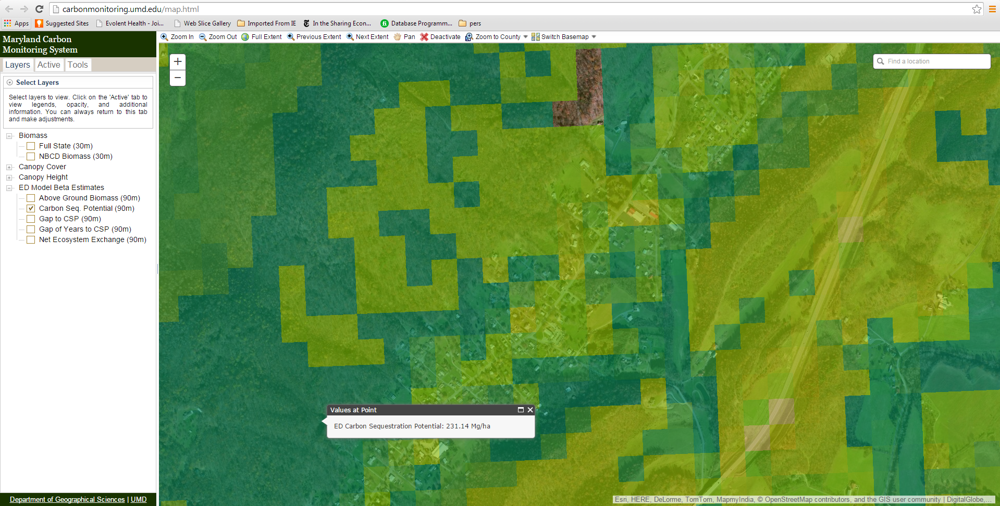 carbonmonitoring.umd.edu/map.html
Apps Suggested Sites Evolent Health - Joi... Web Slice Gallery Imported From IE In the Sharing Econ... Database Programm... pers
Maryland Carbon
Monitoring System
Zoom In Zoom Out Full Extent Previous Extent Next Extent Pan Deactivate Zoom to County Switch Basemap
Layers Active Tools
Find a location
Select Layers
Select layers to view. Click on the 'Active' tab to
view legends, opacity, and additional
information. You can always return to this tab
and make adjustments.
Biomass
Full State (30m)
NBCD Biomass (30m)
Canopy Cover
Canopy Height
ED Model Beta Estimates
Above Ground Biomass (90m)
Carbon Seq. Potential (90m)
Gap to CSP (90m)
Gap of Years to CSP (90m)
Net Ecosystem Exchange (90m)
Values at Point
ED Carbon Sequestration Potential: 231.14 Mg/ha
Department of Geographical Sciences | UMD
Esri, HERE, DeLorme, TomTom, MapmyIndia, © OpenStreetMap contributors, and the GIS user community | DigitalGlobe,...